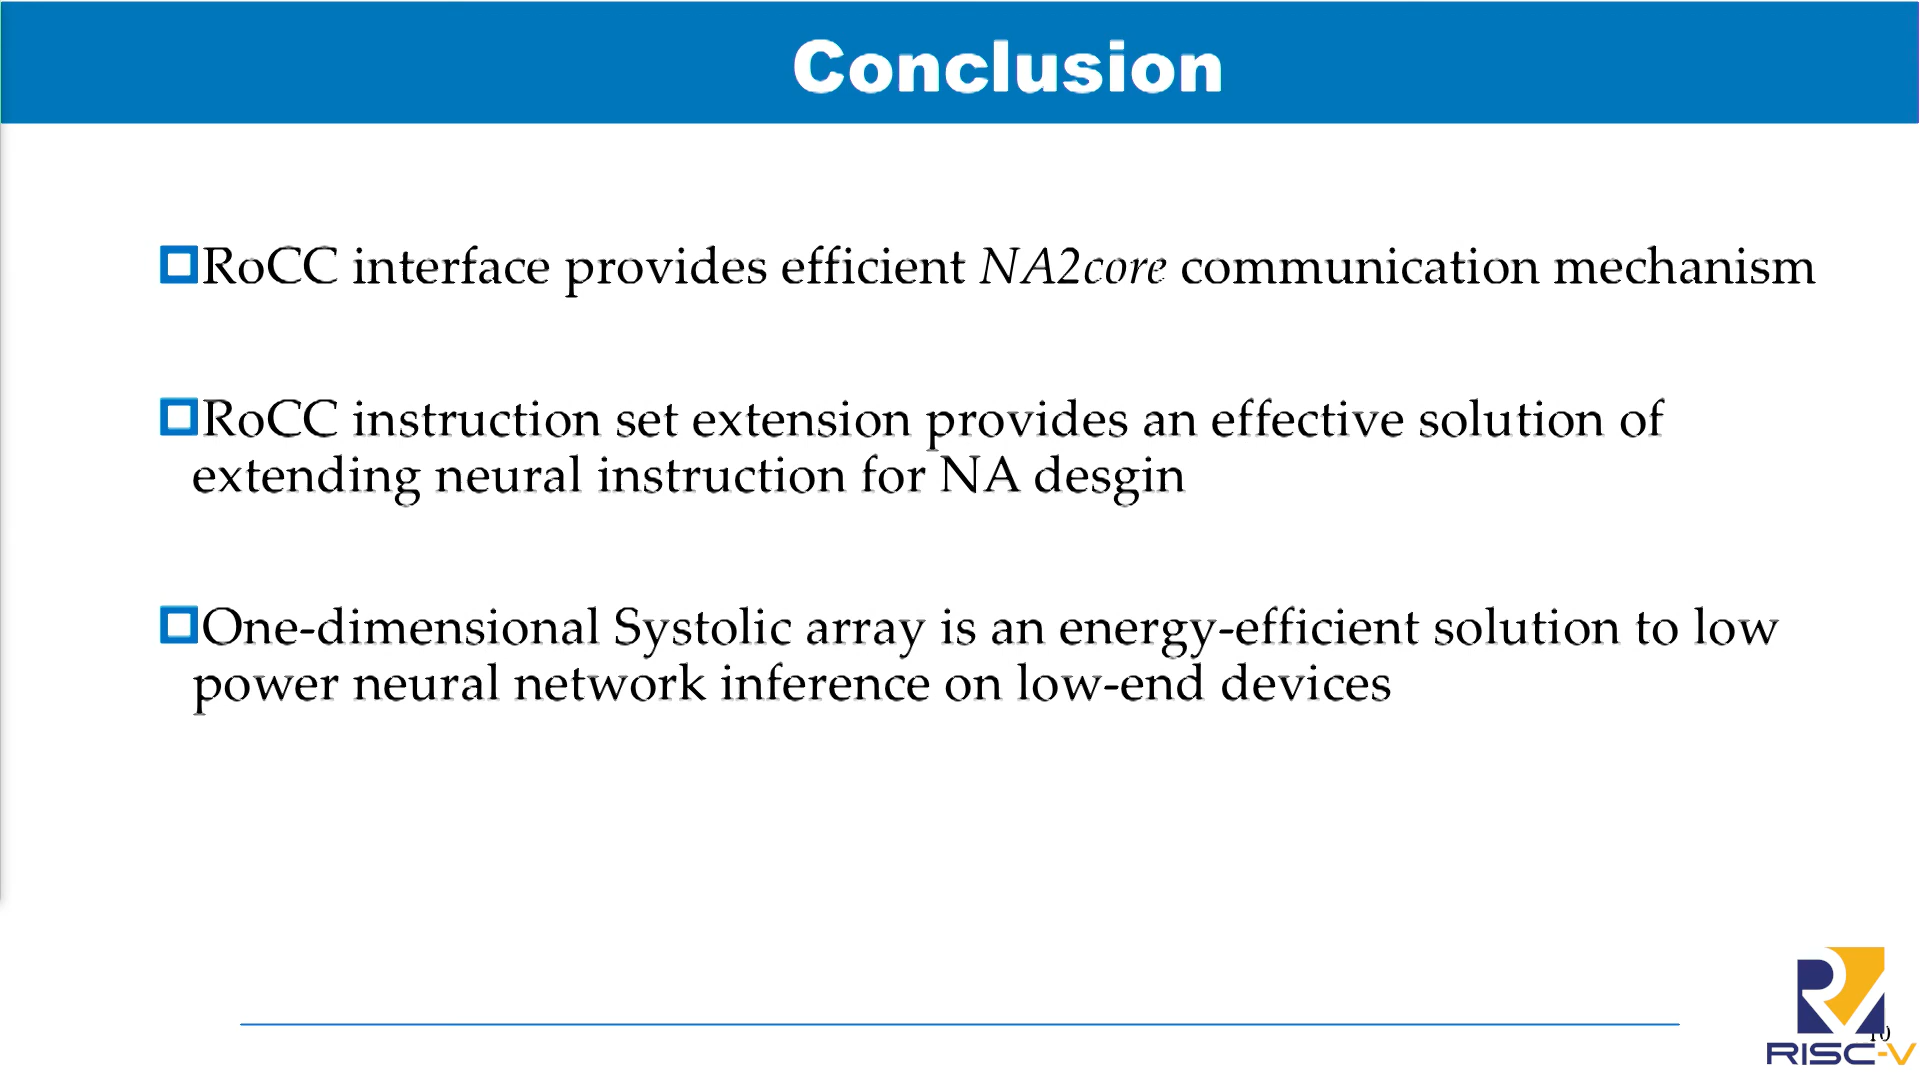 Conclusion
RoCC interface provides efficient NA2core communication mechanism
RoCC instruction set extension provides an effective solution of
extending neural instruction for NA desgin
One-dimensional Systolic array is an energy-efficient solution to low
power neural network inference on low-end devices
10
RISC-V